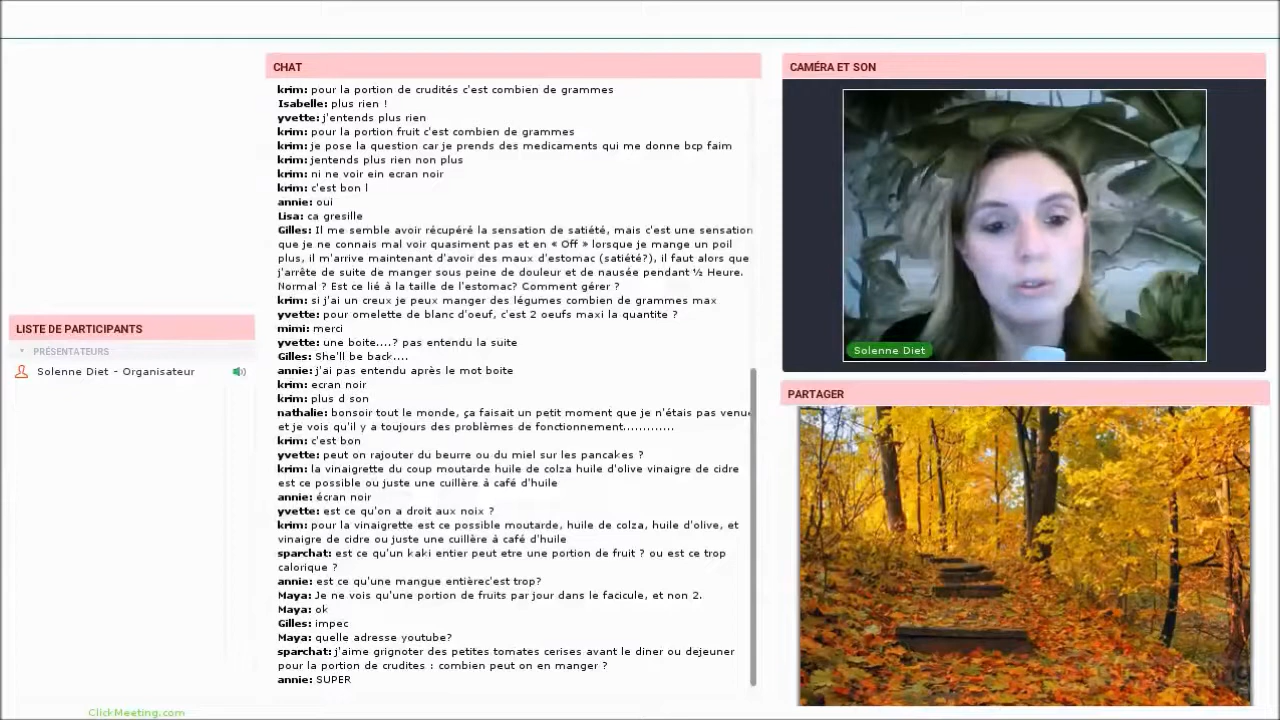 CHAT
krim: pour la portion de crudités c'est combien de grammes
Isabelle: plus rien !
yvette: j'entends plus rien
krim: pour la portion fruit c'est combien de grammes
krim: je pose la question car je prends des medicaments qui me donne bcp faim
krim: jentends plus rien non plus
krim: ni ne voir ein ecran noir
krim: c'est bon l
annie: oui
Lisa: ca gresille
Gilles: Il me semble avoir récupéré la sensation de satiété, mais c'est une sensation
que je ne connais mal voir quasiment pas et en « Off » lorsque je mange un poil
plus, il m'arrive maintenant d'avoir des maux d'estomac (satiété?), il faut alors que
j'arrête de suite de manger sous peine de douleur et de nausée pendant ½ Heure.
Normal ? Est ce lié à la taille de l'estomac? Comment gérer ?
krim: si j'ai un creux je peux manger des légumes combien de grammes max
yvette: pour omelette de blanc d'oeuf, c'est 2 oeufs maxi la quantite ?
mimi: merci
yvette: une boite....? pas entendu la suite
Gilles: She'll be back....
annie: j'ai pas entendu après le mot boite
krim: ecran noir
krim: plus d son
nathalie: bonsoir tout le monde, ça faisait un petit moment que je n'étais pas venue
et je vois qu'il y a toujours des problèmes de fonctionnement.............
krim: c'est bon
yvette: peut on rajouter du beurre ou du miel sur les pancakes ?
krim: la vinaigrette du coup moutarde huile de colza huile d'olive vinaigre de cidre
est ce possible ou juste une cuillère à café d'huile
annie: écran noir
yvette: est ce qu'on a droit aux noix ?
krim: pour la vinaigrette est ce possible moutarde, huile de colza, huile d'olive, et
vinaigre de cidre ou juste une cuillère à café d'huile
sparchat: est ce qu'un kaki entier peut etre une portion de fruit ? ou est ce trop
calorique ?
annie: est ce qu'une mangue entièrec'est trop?
Maya: Je ne vois qu'une portion de fruits par jour dans le facicule, et non 2.
Maya: ok
Gilles: impec
Maya: quelle adresse youtube?
sparchat: j'aime grignoter des petites tomates cerises avant le diner ou dejeuner
pour la portion de crudites : combien peut on en manger ?
annie: SUPER
LISTE DE PARTICIPANTS
PRÉSENTATEURS
Solenne Diet - Organisateur
ClickMeeting.com
CAMÉRA ET SON
Solenne Diet
PARTAGER